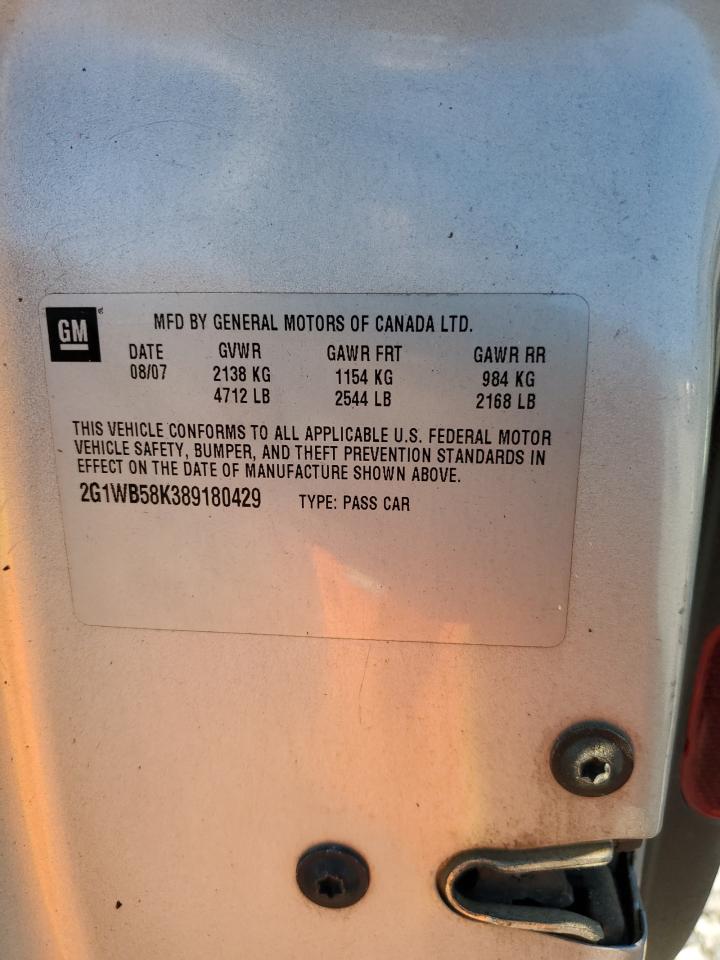 GM
MFD BY GENERAL MOTORS OF CANADA LTD.
DATE GVWR GAWR FRT GAWR RR
08/07 2138 KG 1154 KG 984 KG
4712 LB 2544 LB 2168 LB
THIS VEHICLE CONFORMS TO ALL APPLICABLE U.S. FEDERAL MOTOR
VEHICLE SAFETY, BUMPER, AND THEFT PREVENTION STANDARDS IN
EFFECT ON THE DATE OF MANUFACTURE SHOWN ABOVE.
2G1WB58K389180429 TYPE: PASS CAR